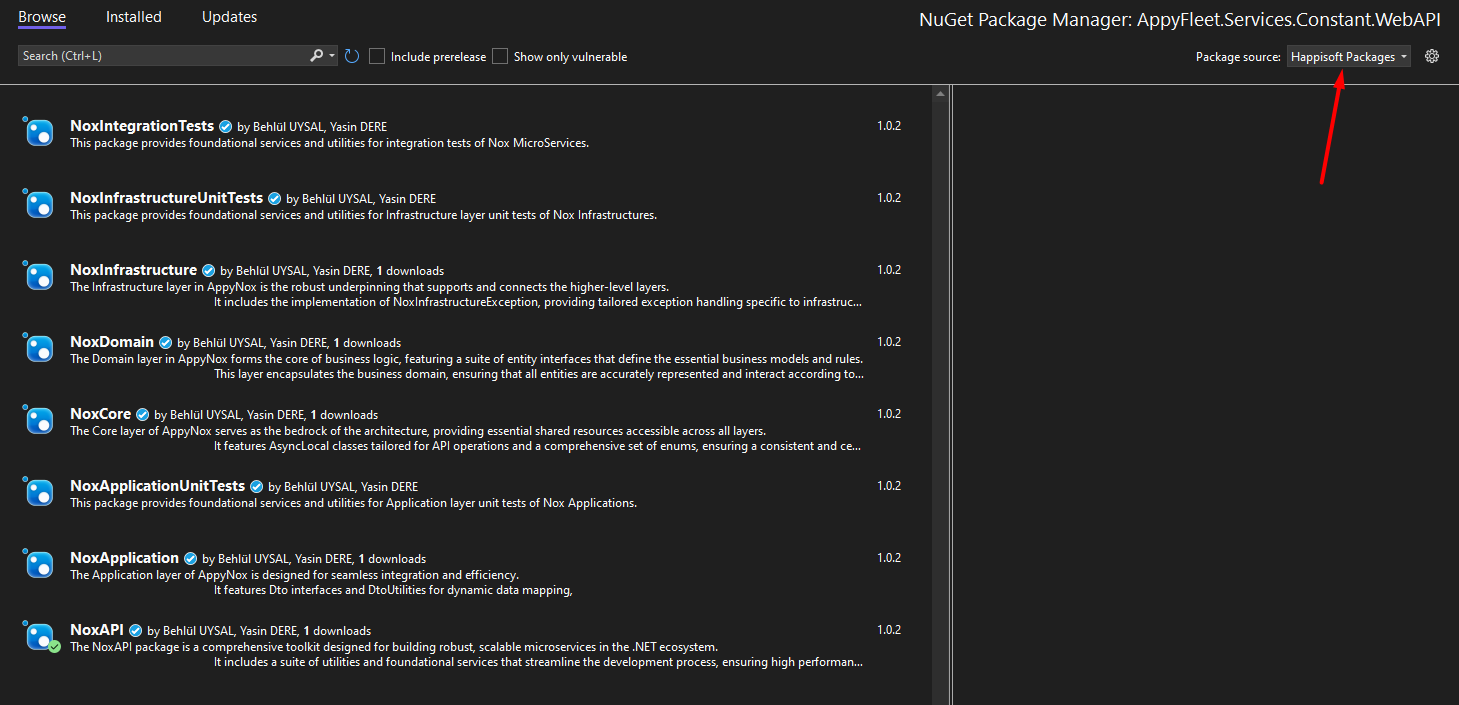 Browse Installed Updates
NuGet Package Manager: AppyFleet.Services.Constant.WebAPI
Search (Ctrl+L) Include prerelease Show only vulnerable
Package source: Happisoft Packages
NoxIntegrationTests by Behlül UYSAL, Yasin DERE 1.0.2
This package provides foundational services and utilities for integration tests of Nox MicroServices.
NoxInfrastructureUnitTests by Behlül UYSAL, Yasin DERE 1.0.2
This package provides foundational services and utilities for Infrastructure layer unit tests of Nox Infrastructures.
NoxInfrastructure by Behlül UYSAL, Yasin DERE, 1 downloads 1.0.2
The Infrastructure layer in AppyNox is the robust underpinning that supports and connects the higher-level layers.
It includes the implementation of NoxInfrastructureException, providing tailored exception handling specific to infrastruc...
NoxDomain by Behlül UYSAL, Yasin DERE, 1 downloads 1.0.2
The Domain layer in AppyNox forms the core of business logic, featuring a suite of entity interfaces that define the essential business models and rules.
This layer encapsulates the business domain, ensuring that all entities are accurately represented and interact according to...
NoxCore by Behlül UYSAL, Yasin DERE, 1 downloads 1.0.2
The Core layer of AppyNox serves as the bedrock of the architecture, providing essential shared resources accessible across all layers.
It features AsyncLocal classes tailored for API operations and a comprehensive set of enums, ensuring a consistent and ce...
NoxApplicationUnitTests by Behlül UYSAL, Yasin DERE 1.0.2
This package provides foundational services and utilities for Application layer unit tests of Nox Applications.
NoxApplication by Behlül UYSAL, Yasin DERE, 1 downloads 1.0.2
The Application layer of AppyNox is designed for seamless integration and efficiency.
It features Dto interfaces and DtoUtilities for dynamic data mapping,
NoxAPI by Behlül UYSAL, Yasin DERE, 1 downloads 1.0.2
The NoxAPI package is a comprehensive toolkit designed for building robust, scalable microservices in the .NET ecosystem.
It includes a suite of utilities and foundational services that streamline the development process, ensuring high performan...